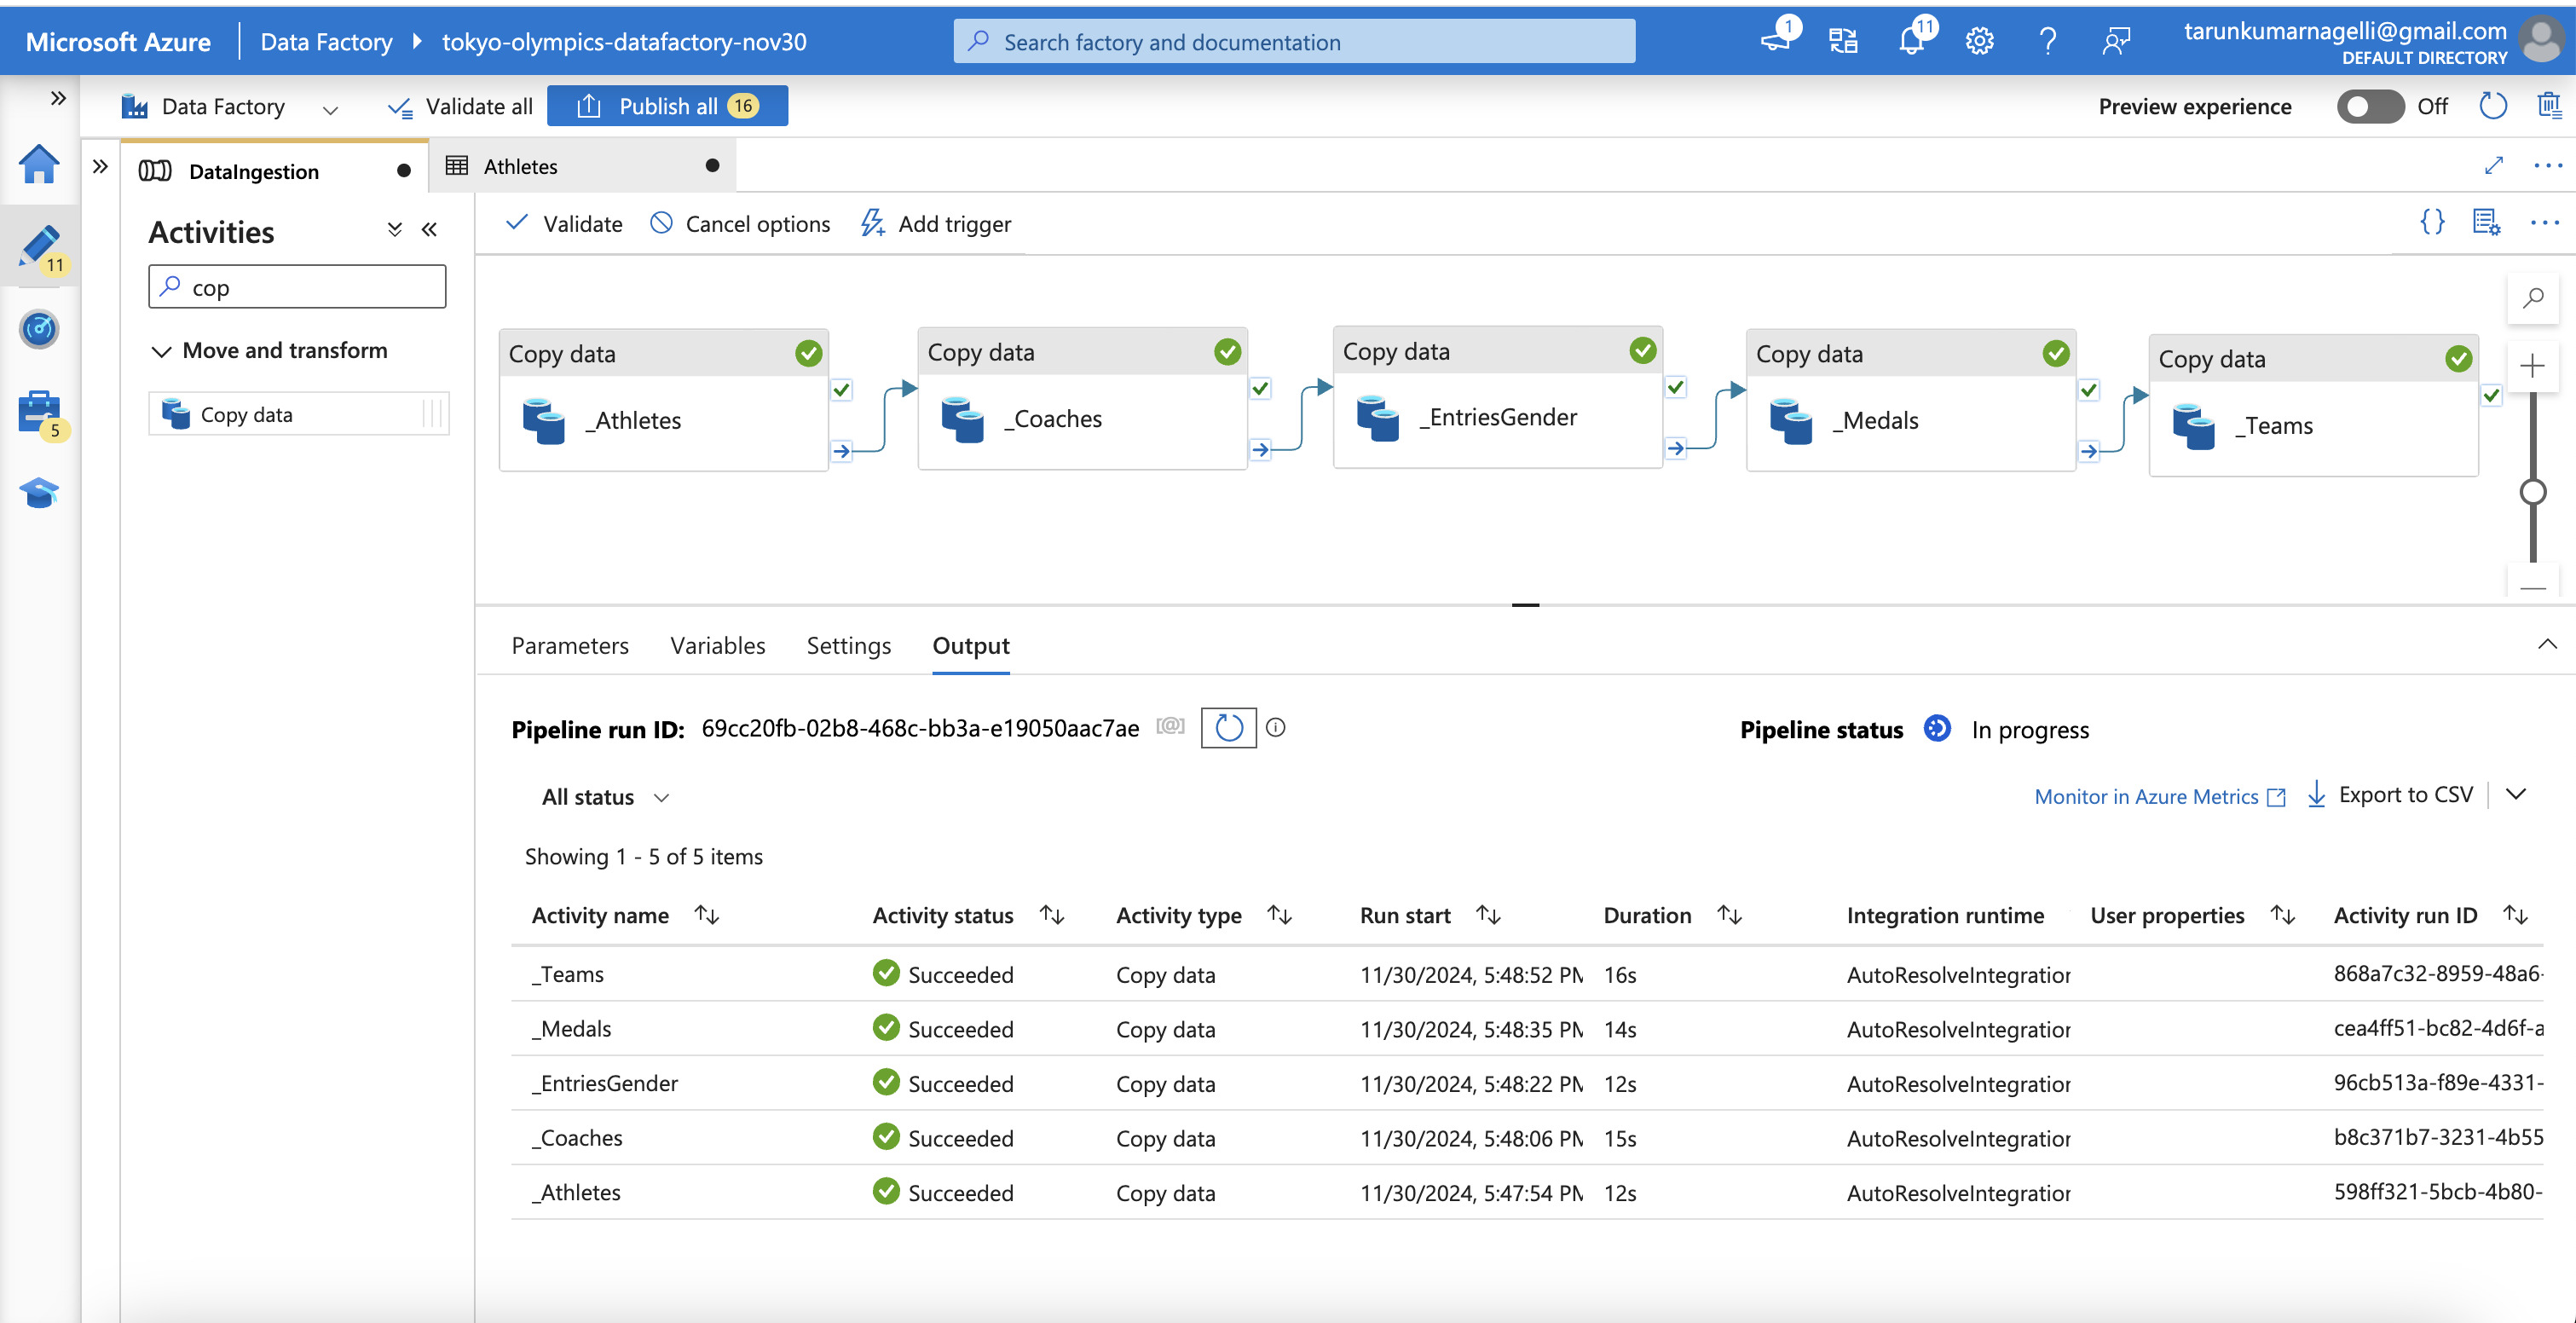 Microsoft Azure
Data Factory
tokyo-olympics-datafactory-nov30
Search factory and documentation
1
11
tarunkumarnagelli@gmail.com
DEFAULT DIRECTORY
Data Factory
Validate all
Publish all 16
Preview experience
Off
DataIngestion
Athletes
Activities
11
cop
Move and transform
Copy data
5
Validate
Cancel options
Add trigger
Copy data
_Athletes
Copy data
_Coaches
Copy data
_EntriesGender
Copy data
_Medals
Copy data
_Teams
Parameters
Variables
Settings
Output
Pipeline run ID: 69cc20fb-02b8-468c-bb3a-e19050aac7ae
Pipeline status In progress
All status
Monitor in Azure Metrics
Export to CSV
Showing 1 - 5 of 5 items
Activity name Activity status Activity type Run start Duration Integration runtime User properties Activity run ID
_Teams Succeeded Copy data 11/30/2024, 5:48:52 PM 16s AutoResolveIntegration 868a7c32-8959-48a6-
_Medals Succeeded Copy data 11/30/2024, 5:48:35 PM 14s AutoResolveIntegration cea4ff51-bc82-4d6f-a
_EntriesGender Succeeded Copy data 11/30/2024, 5:48:22 PM 12s AutoResolveIntegration 96cb513a-f89e-4331-
_Coaches Succeeded Copy data 11/30/2024, 5:48:06 PM 15s AutoResolveIntegration b8c371b7-3231-4b55
_Athletes Succeeded Copy data 11/30/2024, 5:47:54 PM 12s AutoResolveIntegration 598ff321-5bcb-4b80-